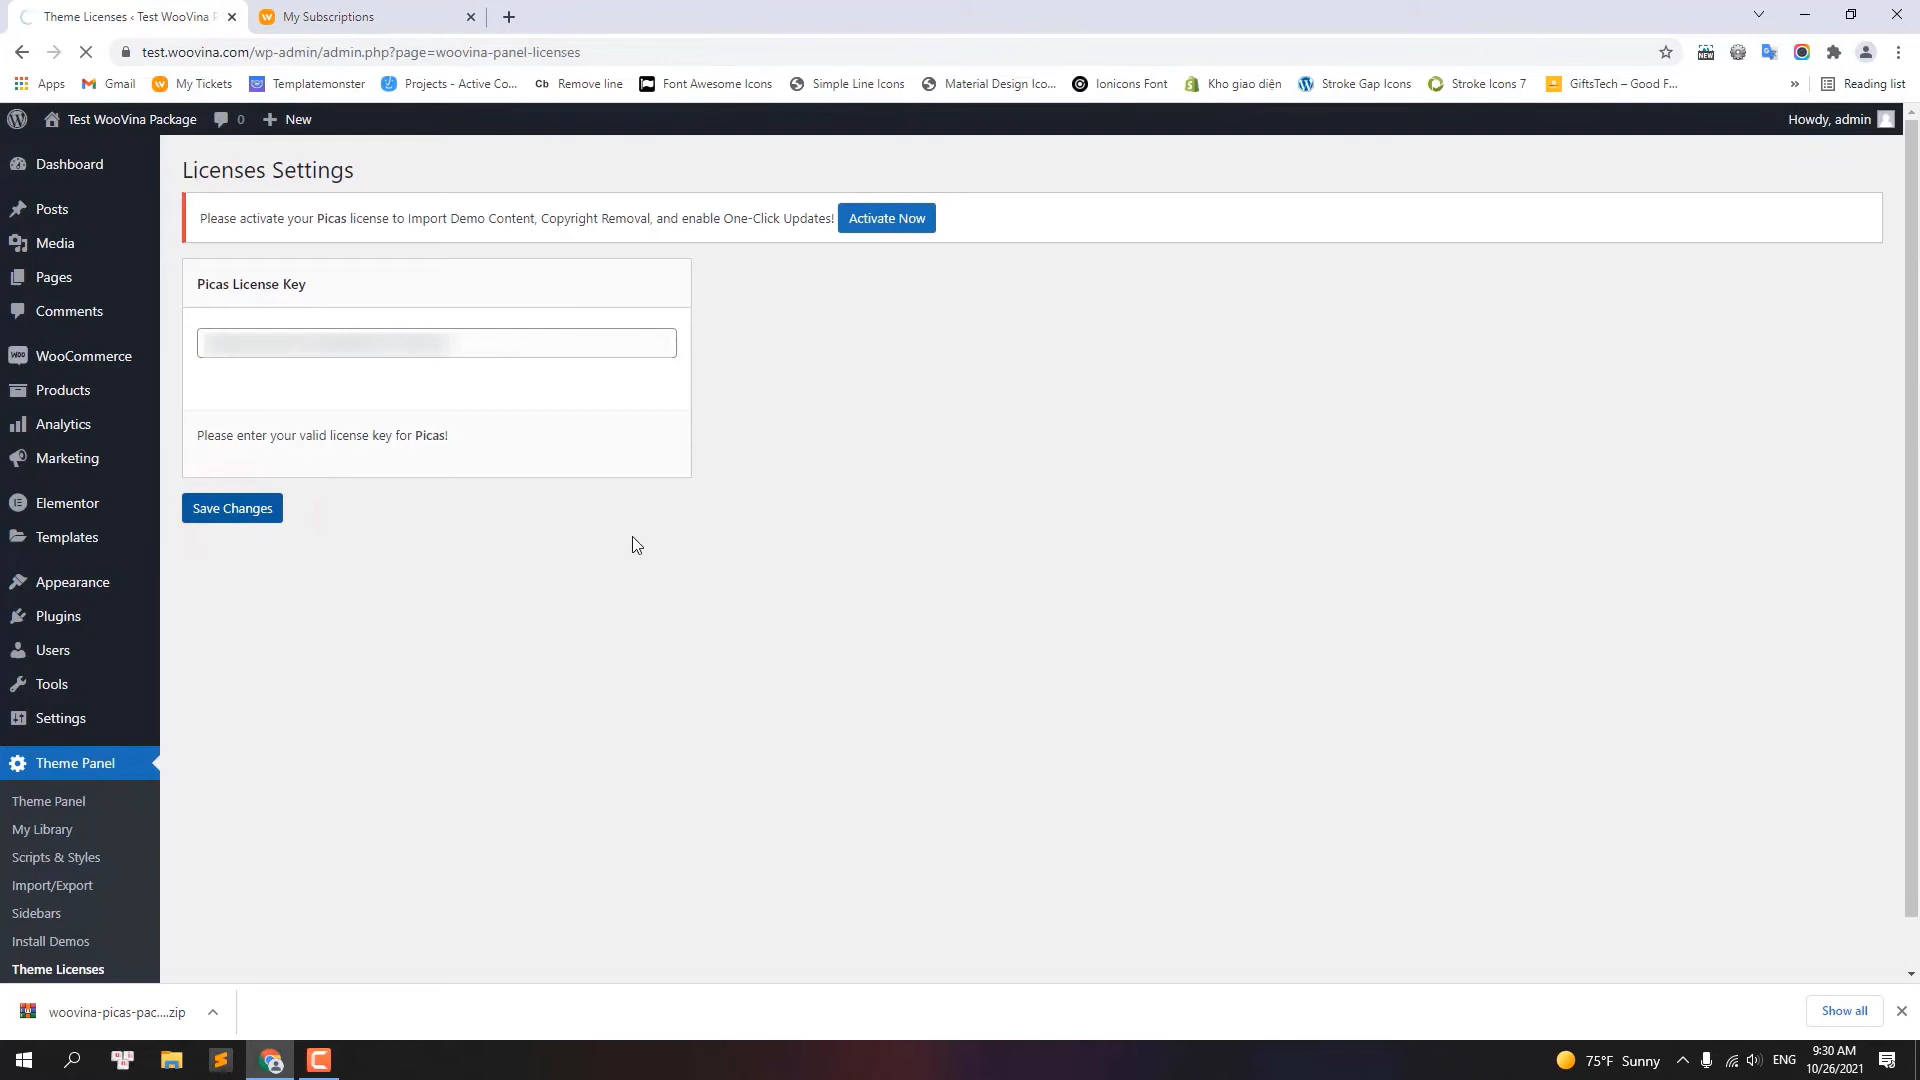 Theme Licenses ‹ Test WooVina P
My Subscriptions
test.woovina.com/wp-admin/admin.php?page=woovina-panel-licenses
Apps
Gmail
My Tickets
Templatemonster
Projects - Active Co...
Cb Remove line
Font Awesome Icons
Simple Line Icons
Material Design Ico...
Ionicons Font
Kho giao diện
Stroke Gap Icons
Stroke Icons 7
GiftsTech – Good F...
»
Reading list
Test WooVina Package
0
New
Howdy, admin
Dashboard
Posts
Media
Pages
Comments
WooCommerce
Products
Analytics
Marketing
Elementor
Templates
Appearance
Plugins
Users
Tools
Settings
Theme Panel
Theme Panel
My Library
Scripts & Styles
Import/Export
Sidebars
Install Demos
Theme Licenses
Licenses Settings
Please activate your Picas license to Import Demo Content, Copyright Removal, and enable One-Click Updates! Activate Now
Picas License Key
Please enter your valid license key for Picas!
Save Changes
woovina-picas-pac....zip
Show all
75°F Sunny
ENG
9:30 AM
10/26/2021